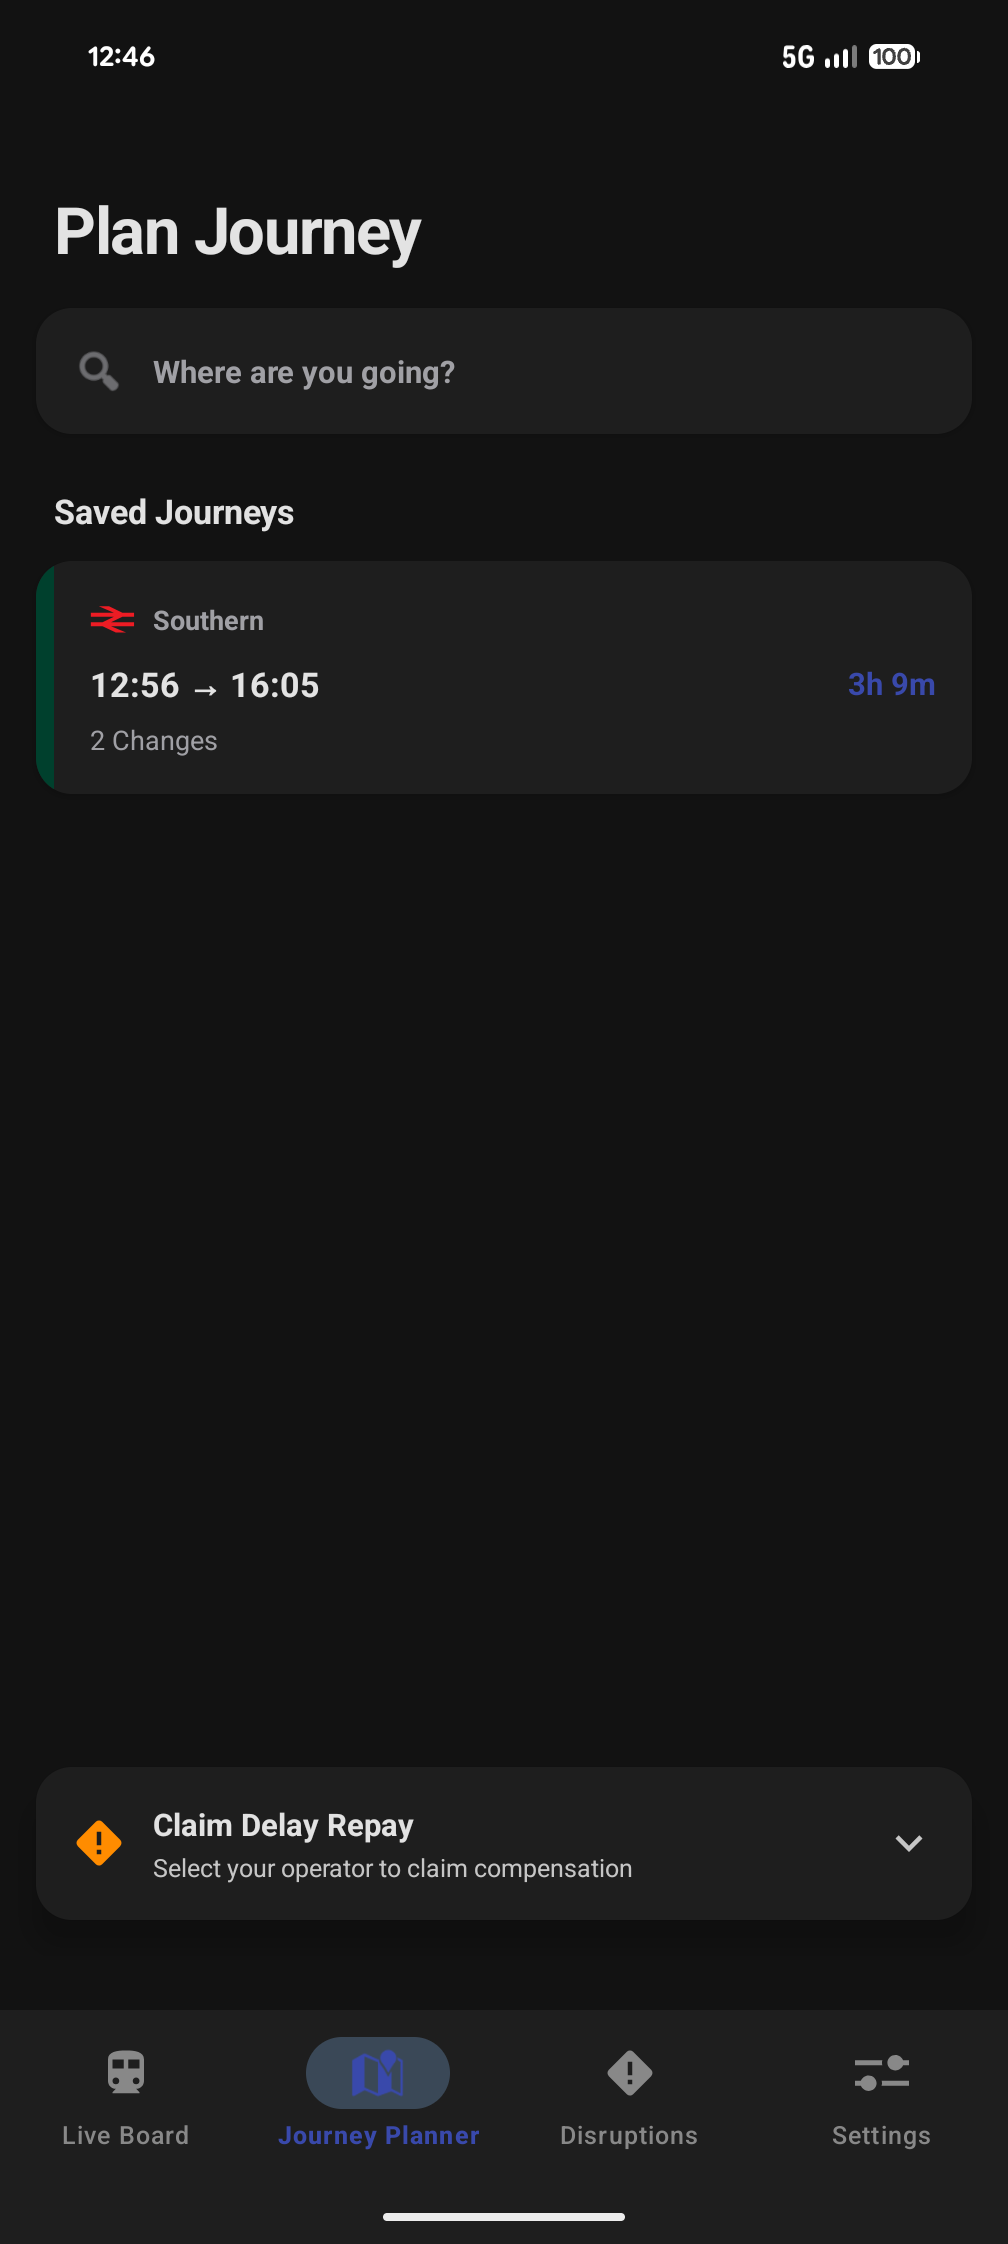 12:46
5G
100
Plan Journey
Where are you going?
Saved Journeys
Southern
12:56 → 16:05
3h 9m
2 Changes
Claim Delay Repay
Select your operator to claim compensation
Live Board
Journey Planner
Disruptions
Settings